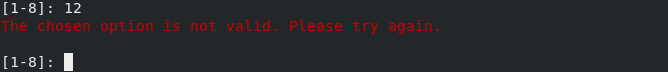 [1-8]: 12
The chosen option is not valid. Please try again.
[1-8]: